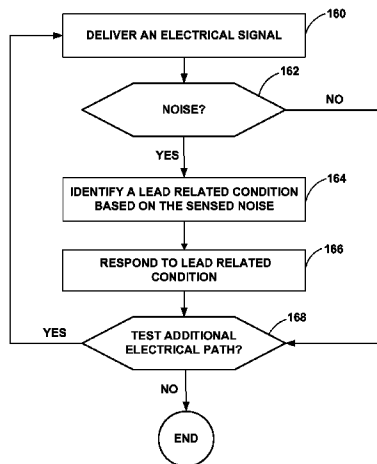 160
DELIVER AN ELECTRICAL SIGNAL
162
NOISE?
NO
YES
164
IDENTIFY A LEAD RELATED CONDITION
BASED ON THE SENSED NOISE
166
RESPOND TO LEAD RELATED
CONDITION
168
YES
TEST ADDITIONAL
ELECTRICAL PATH?
NO
END